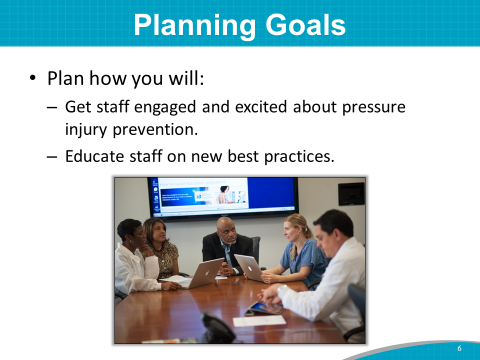 Planning Goals
• Plan how you will:
– Get staff engaged and excited about pressure
injury prevention.
– Educate staff on new best practices.
6